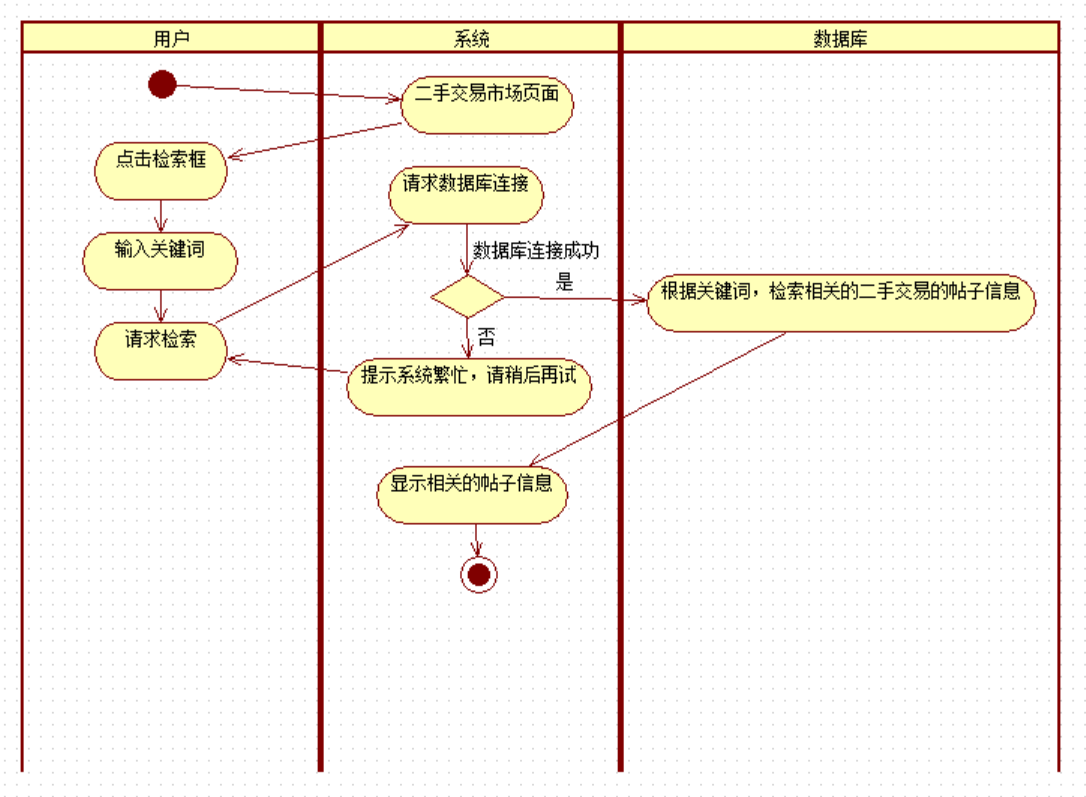 用户
系统
数据库
二手交易市场页面
点击检索框
请求数据库连接
输入关键词
数据库连接成功
是
根据关键词，检索相关的二手交易的帖子信息
请求检索
否
提示系统繁忙，请稍后再试
显示相关的帖子信息